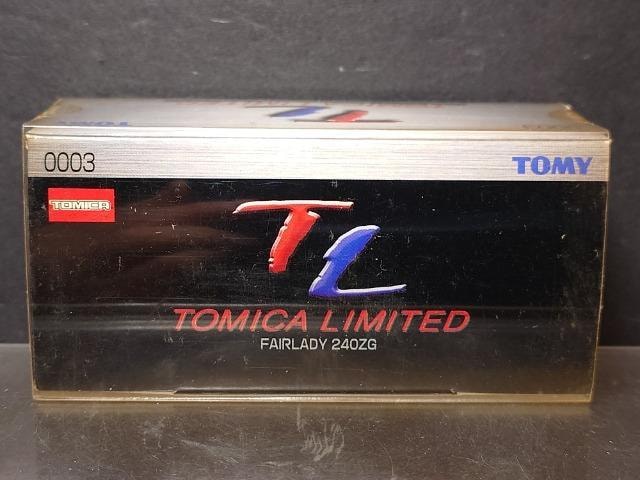 0003
TOMY
TOMICA
TL
TOMICA LIMITED
FAIRLADY 240ZG